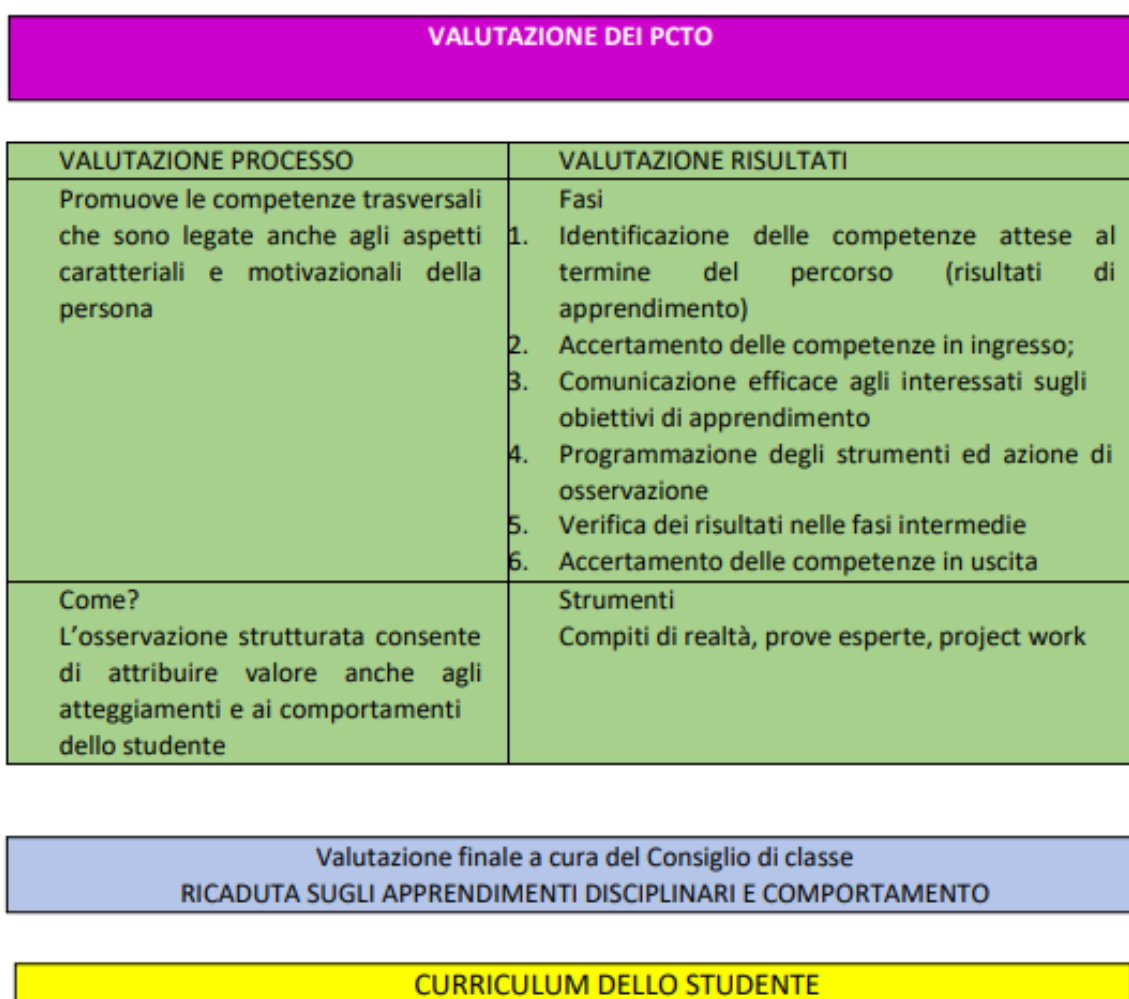 VALUTAZIONE DEI PCTO
VALUTAZIONE PROCESSO
VALUTAZIONE RISULTATI
Promuove le competenze trasversali
che sono legate anche agli aspetti
caratteriali e motivazionali della
persona
Fasi
1. Identificazione delle competenze attese al
termine del percorso (risultati di
apprendimento)
2. Accertamento delle competenze in ingresso;
3. Comunicazione efficace agli interessati sugli
obiettivi di apprendimento
4. Programmazione degli strumenti ed azione di
osservazione
5. Verifica dei risultati nelle fasi intermedie
6. Accertamento delle competenze in uscita
Come?
L’osservazione strutturata consente
di attribuire valore anche agli
atteggiamenti e ai comportamenti
dello studente
Strumenti
Compiti di realtà, prove esperte, project work
Valutazione finale a cura del Consiglio di classe
RICADUTA SUGLI APPRENDIMENTI DISCIPLINARI E COMPORTAMENTO
CURRICULUM DELLO STUDENTE